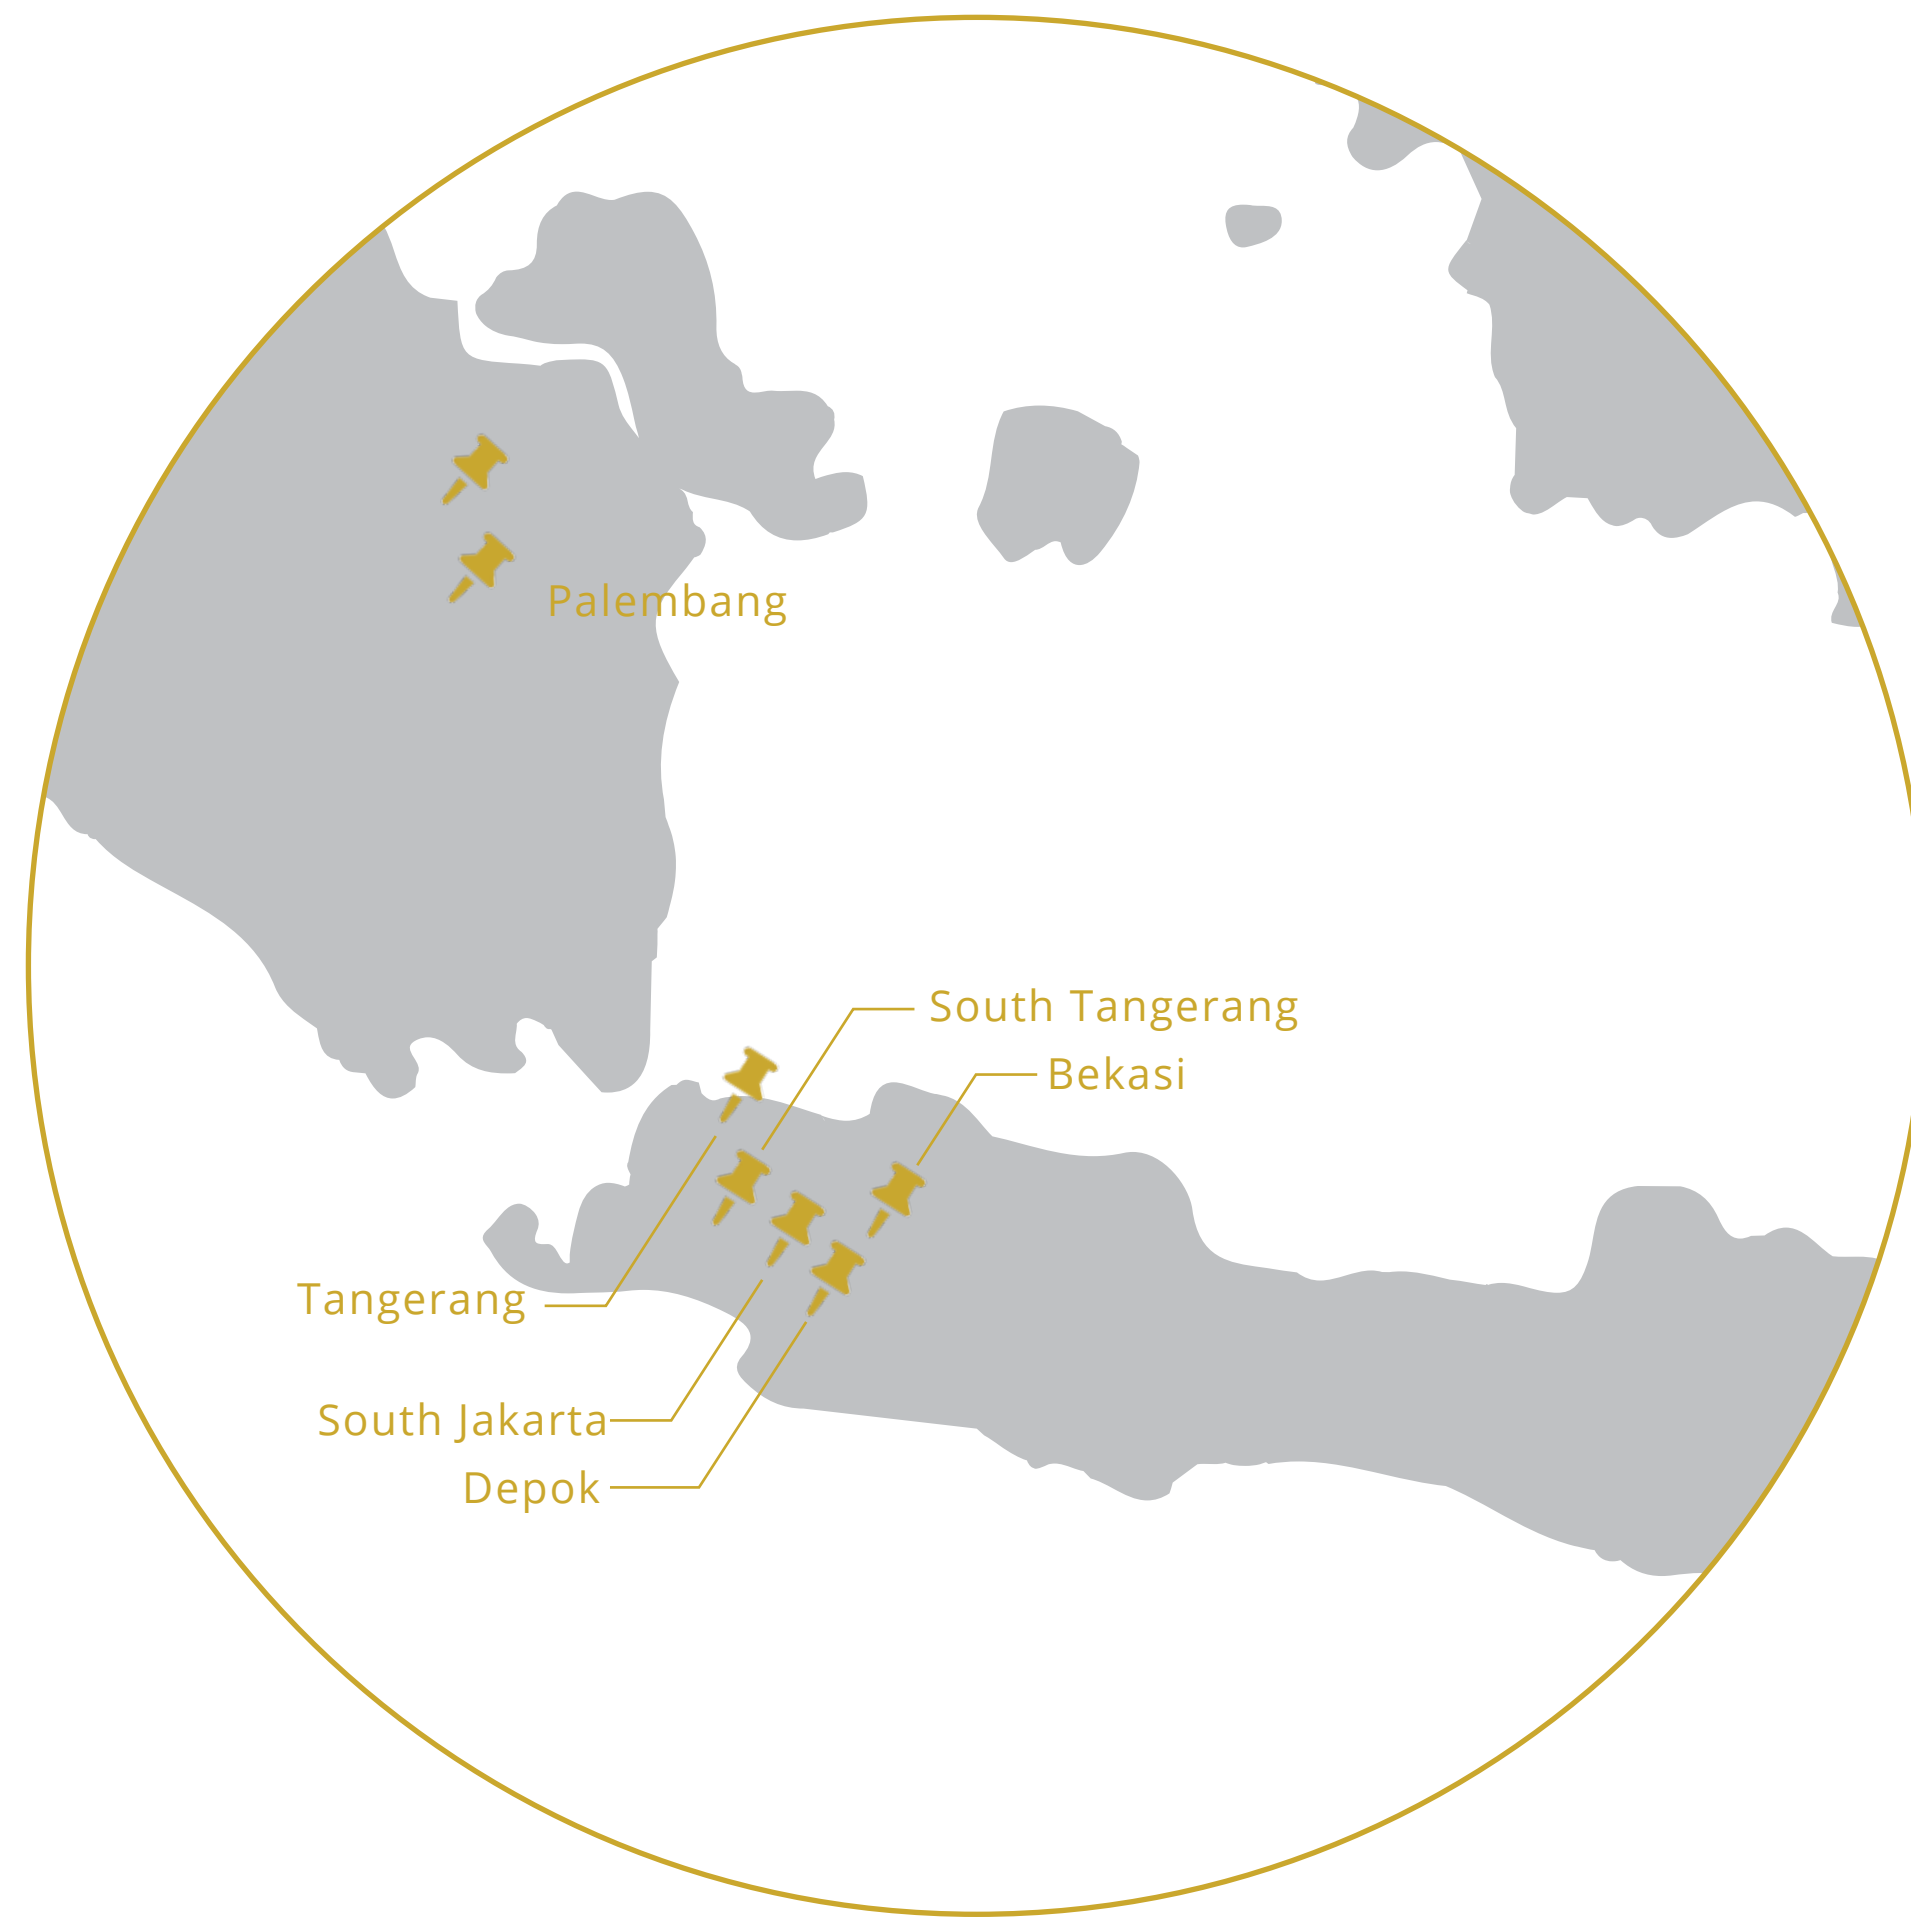 Palembang
South Tangerang
Bekasi
Tangerang
South Jakarta
Depok